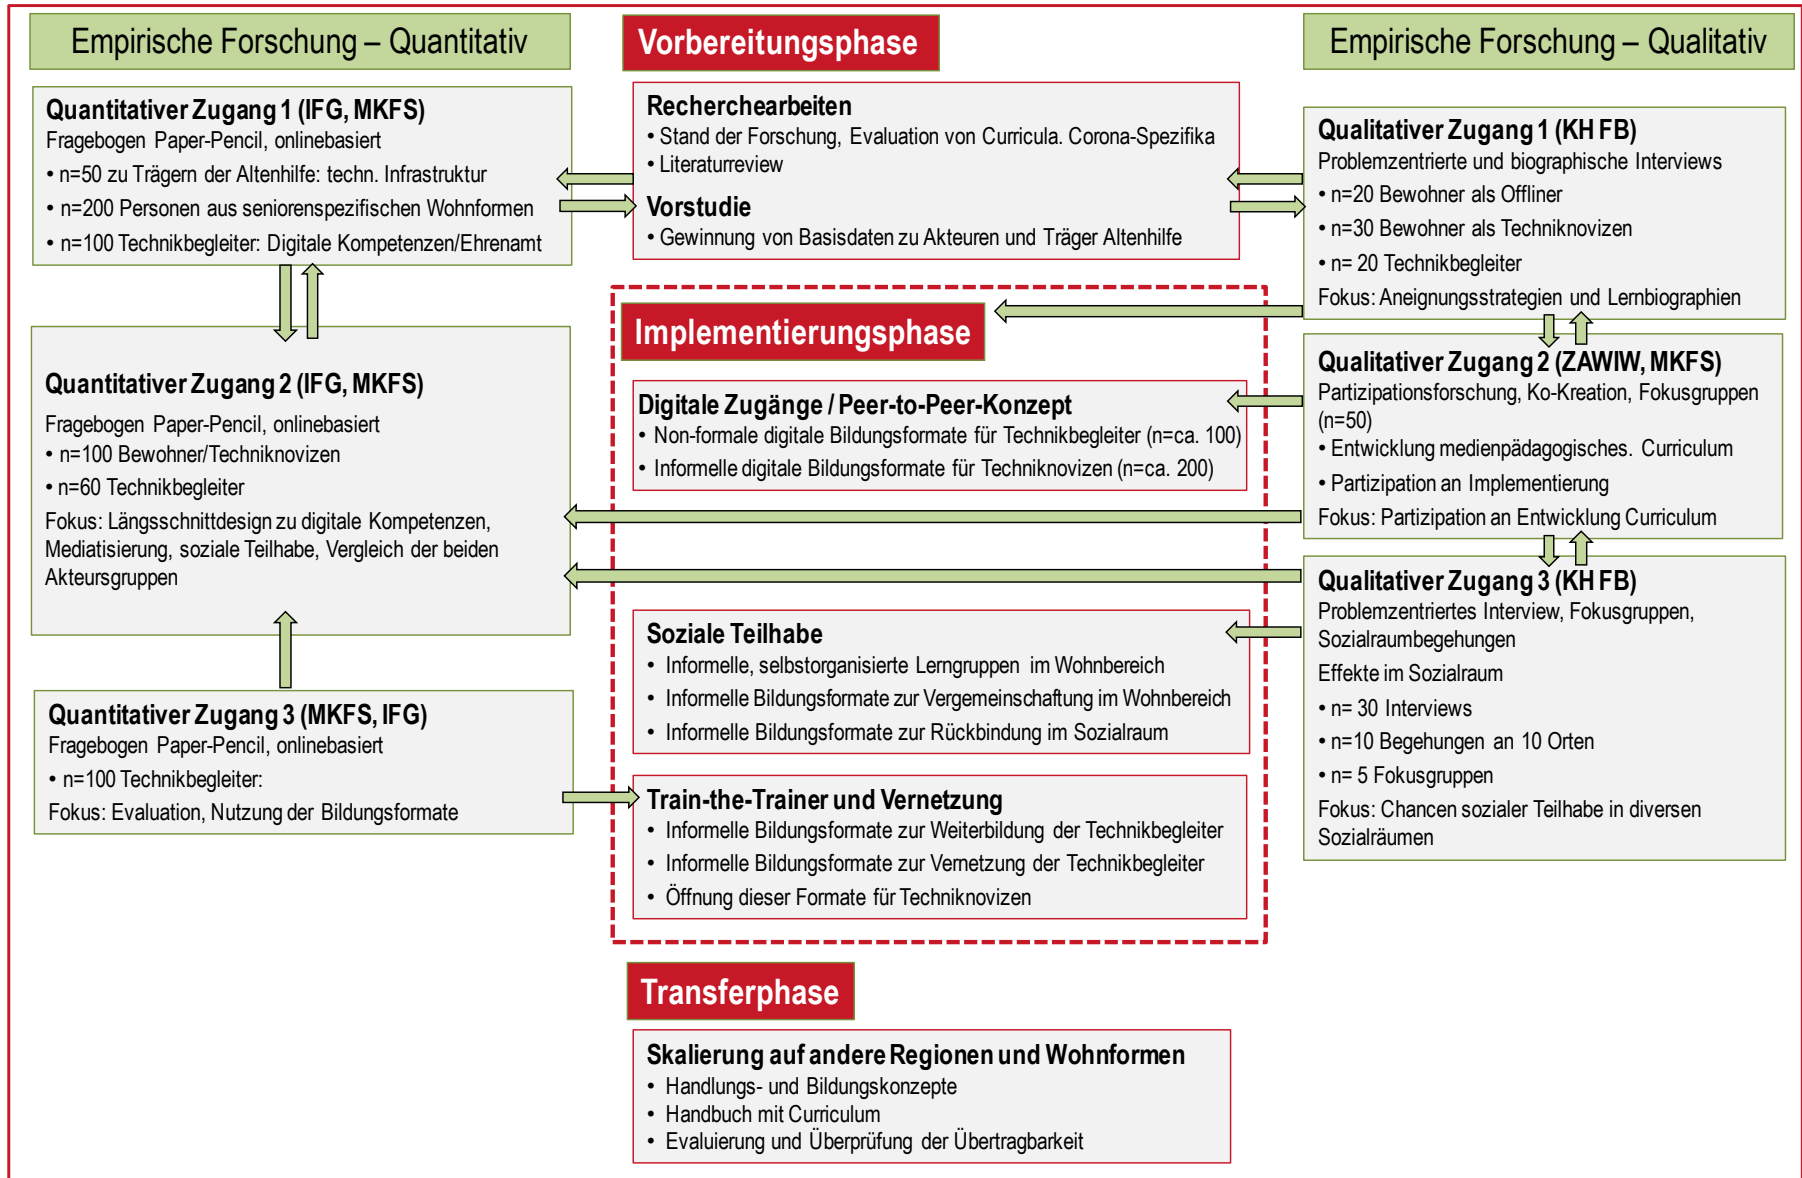 Empirische Forschung – Quantitativ
Quantitativer Zugang 1 (IFG, MKFS)
Fragebogen Paper-Pencil, onlinebasiert
• n=50 zu Trägern der Altenhilfe: techn. Infrastruktur
• n=200 Personen aus seniorenspezifischen Wohnformen
• n=100 Technikbegleiter: Digitale Kompetenzen/Ehrenamt
Quantitativer Zugang 2 (IFG, MKFS)
Fragebogen Paper-Pencil, onlinebasiert
• n=100 Bewohner/Techniknovizen
• n=60 Technikbegleiter
Fokus: Längsschnittdesign zu digitale Kompetenzen,
Mediatisierung, soziale Teilhabe, Vergleich der beiden
Akteursgruppen
Quantitativer Zugang 3 (MKFS, IFG)
Fragebogen Paper-Pencil, onlinebasiert
• n=100 Technikbegleiter:
Fokus: Evaluation, Nutzung der Bildungsformate
Vorbereitungsphase
Recherchearbeiten
• Stand der Forschung, Evaluation von Curricula. Corona-Spezifika
• Literaturreview
Vorstudie
• Gewinnung von Basisdaten zu Akteuren und Träger Altenhilfe
Implementierungsphase
Digitale Zugänge / Peer-to-Peer-Konzept
• Non-formale digitale Bildungsformate für Technikbegleiter (n=ca. 100)
• Informelle digitale Bildungsformate für Techniknovizen (n=ca. 200)
Soziale Teilhabe
• Informelle, selbstorganisierte Lerngruppen im Wohnbereich
• Informelle Bildungsformate zur Vergemeinschaftung im Wohnbereich
• Informelle Bildungsformate zur Rückbindung im Sozialraum
Train-the-Trainer und Vernetzung
• Informelle Bildungsformate zur Weiterbildung der Technikbegleiter
• Informelle Bildungsformate zur Vernetzung der Technikbegleiter
• Öffnung dieser Formate für Techniknovizen
Transferphase
Skalierung auf andere Regionen und Wohnformen
• Handlungs- und Bildungskonzepte
• Handbuch mit Curriculum
• Evaluierung und Überprüfung der Übertragbarkeit
Empirische Forschung – Qualitativ
Qualitativer Zugang 1 (KH FB)
Problemzentrierte und biographische Interviews
• n=20 Bewohner als Offliner
• n=30 Bewohner als Techniknovizen
• n= 20 Technikbegleiter
Fokus: Aneignungsstrategien und Lernbiographien
Qualitativer Zugang 2 (ZAWIW, MKFS)
Partizipationsforschung, Ko-Kreation, Fokusgruppen
(n=50)
• Entwicklung medienpädagogisches. Curriculum
• Partizipation an Implementierung
Fokus: Partizipation an Entwicklung Curriculum
Qualitativer Zugang 3 (KH FB)
Problemzentriertes Interview, Fokusgruppen,
Sozialraumbegehungen
Effekte im Sozialraum
• n= 30 Interviews
• n=10 Begehungen an 10 Orten
• n= 5 Fokusgruppen
Fokus: Chancen sozialer Teilhabe in diversen
Sozialräumen